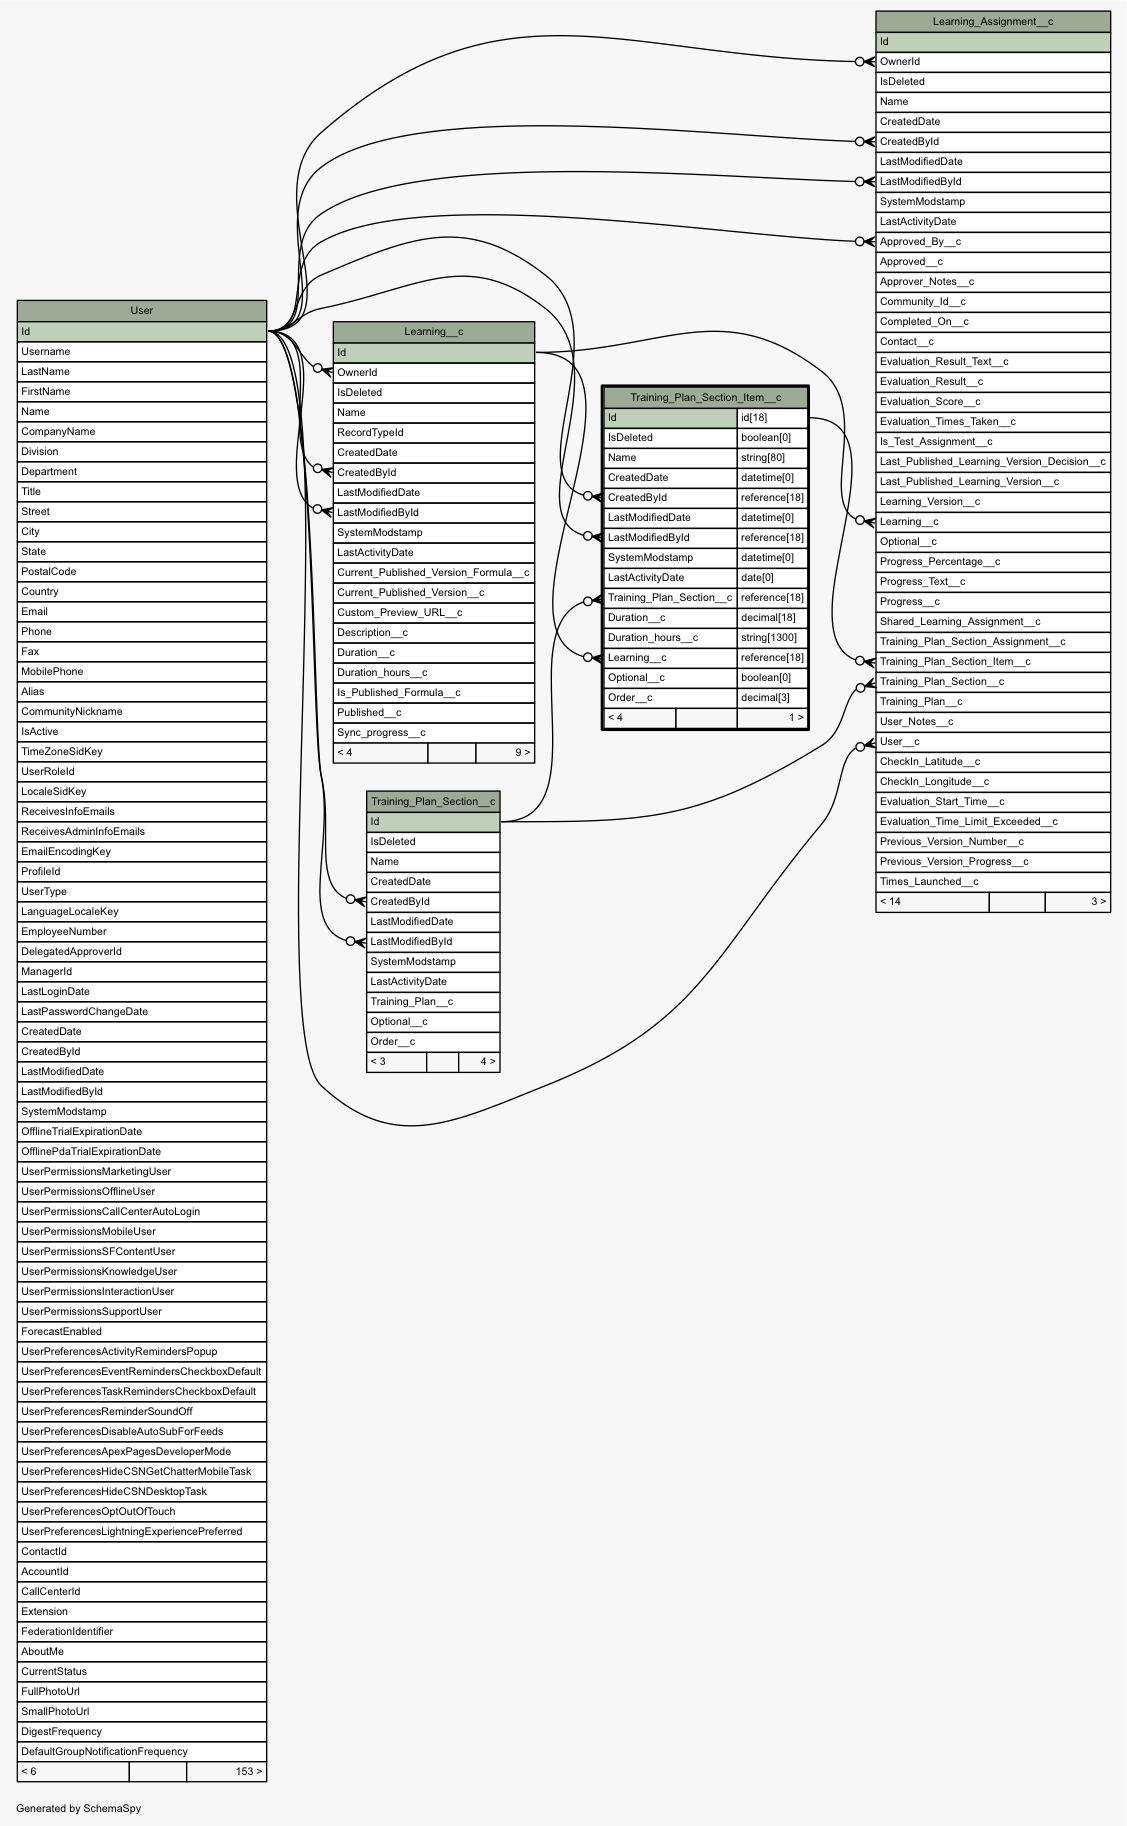 Learning_Assignment__c
Id
OwnerId
IsDeleted
Name
CreatedDate
CreatedById
LastModifiedDate
LastModifiedById
SystemModstamp
LastActivityDate
Approved_By__c
Approved__c
Approver_Notes__c
Community_Id__c
Completed_On__c
Contact__c
Evaluation_Result_Text__c
Evaluation_Result__c
Evaluation_Score__c
Evaluation_Times_Taken__c
Is_Test_Assignment__c
Last_Published_Learning_Version_Decision__c
Last_Published_Learning_Version__c
Learning_Version__c
Learning__c
Optional__c
Progress_Percentage__c
Progress_Text__c
Progress__c
Shared_Learning_Assignment__c
Training_Plan_Section_Assignment__c
Training_Plan_Section_Item__c
Training_Plan_Section__c
Training_Plan__c
User_Notes__c
User__c
CheckIn_Latitude__c
CheckIn_Longitude__c
Evaluation_Start_Time__c
Evaluation_Time_Limit_Exceeded__c
Previous_Version_Number__c
Previous_Version_Progress__c
Times_Launched__c
< 14 3 >
User
Id
Username
LastName
FirstName
Name
CompanyName
Division
Department
Title
Street
City
State
PostalCode
Country
Email
Phone
Fax
MobilePhone
Alias
CommunityNickname
IsActive
TimeZoneSidKey
UserRoleId
LocaleSidKey
ReceivesInfoEmails
ReceivesAdminInfoEmails
EmailEncodingKey
ProfileId
UserType
LanguageLocaleKey
EmployeeNumber
DelegatedApproverId
ManagerId
LastLoginDate
LastPasswordChangeDate
CreatedDate
CreatedById
LastModifiedDate
LastModifiedById
SystemModstamp
OfflineTrialExpirationDate
OfflinePdaTrialExpirationDate
UserPermissionsMarketingUser
UserPermissionsOfflineUser
UserPermissionsCallCenterAutoLogin
UserPermissionsMobileUser
UserPermissionsSFContentUser
UserPermissionsKnowledgeUser
UserPermissionsInteractionUser
UserPermissionsSupportUser
ForecastEnabled
UserPreferencesActivityRemindersPopup
UserPreferencesEventRemindersCheckboxDefault
UserPreferencesTaskRemindersCheckboxDefault
UserPreferencesReminderSoundOff
UserPreferencesDisableAutoSubForFeeds
UserPreferencesApexPagesDeveloperMode
UserPreferencesHideCSNGetChatterMobileTask
UserPreferencesHideCSNDesktopTask
UserPreferencesOptOutOfTouch
UserPreferencesLightningExperiencePreferred
ContactId
AccountId
CallCenterId
Extension
FederationIdentifier
AboutMe
CurrentStatus
FullPhotoUrl
SmallPhotoUrl
DigestFrequency
DefaultGroupNotificationFrequency
< 6 153 >
Learning__c
Id
OwnerId
IsDeleted
Name
RecordTypeId
CreatedDate
CreatedById
LastModifiedDate
LastModifiedById
SystemModstamp
LastActivityDate
Current_Published_Version_Formula__c
Current_Published_Version__c
Custom_Preview_URL__c
Description__c
Duration__c
Duration_hours__c
Is_Published_Formula__c
Published__c
Sync_progress__c
< 4 9 >
Training_Plan_Section_Item__c
Id id[18]
IsDeleted boolean[0]
Name string[80]
CreatedDate datetime[0]
CreatedById reference[18]
LastModifiedDate datetime[0]
LastModifiedById reference[18]
SystemModstamp datetime[0]
LastActivityDate date[0]
Training_Plan_Section__c reference[18]
Duration__c decimal[18]
Duration_hours__c string[1300]
Learning__c reference[18]
Optional__c boolean[0]
Order__c decimal[3]
< 4 1 >
Training_Plan_Section__c
Id
IsDeleted
Name
CreatedDate
CreatedById
LastModifiedDate
LastModifiedById
SystemModstamp
LastActivityDate
Training_Plan__c
Optional__c
Order__c
< 3 4 >
Generated by SchemaSpy